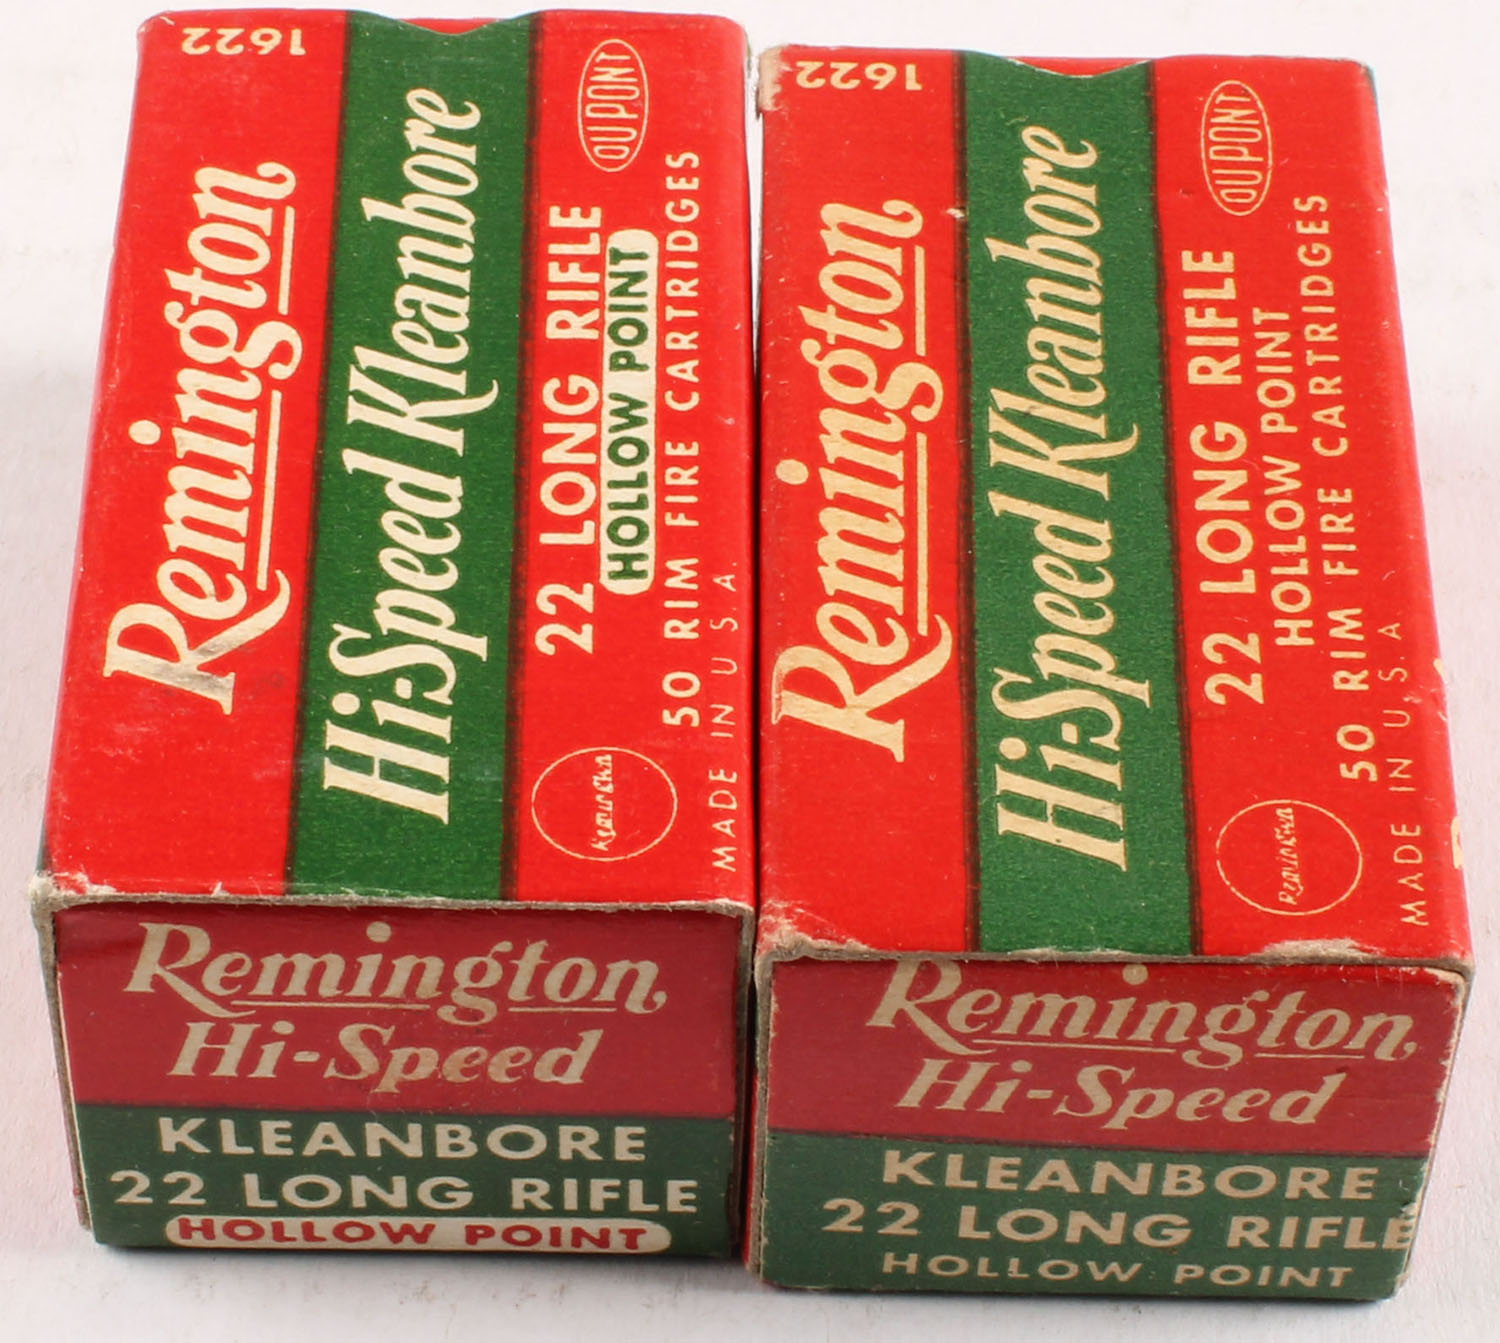 1622
Remington
Hi-Speed Kleanbore
DUPONT
22 LONG RIFLE
HOLLOW POINT
50 RIM FIRE CARTRIDGES
MADE IN U.S.A.
Remington,
Hi-Speed
KLEANBORE
22 LONG RIFLE
HOLLOW POINT
1622
Remington
Hi-Speed Kleanbore
DUPONT
22 LONG RIFLE
HOLLOW POINT
50 RIM FIRE CARTRIDGES
MADE IN U.S.A
Remington,
Hi-Speed
KLEANBORE
22 LONG RIFLE
HOLLOW POINT